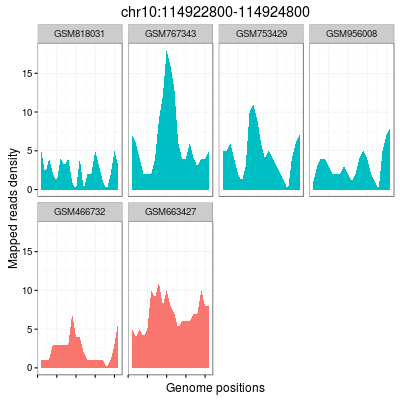 chr10:114922800-114924800
GSM818031 GSM767343 GSM753429 GSM956008
15
10
5
0
GSM466732 GSM663427
15
10
5
0
Mapped reads density
Genome positions